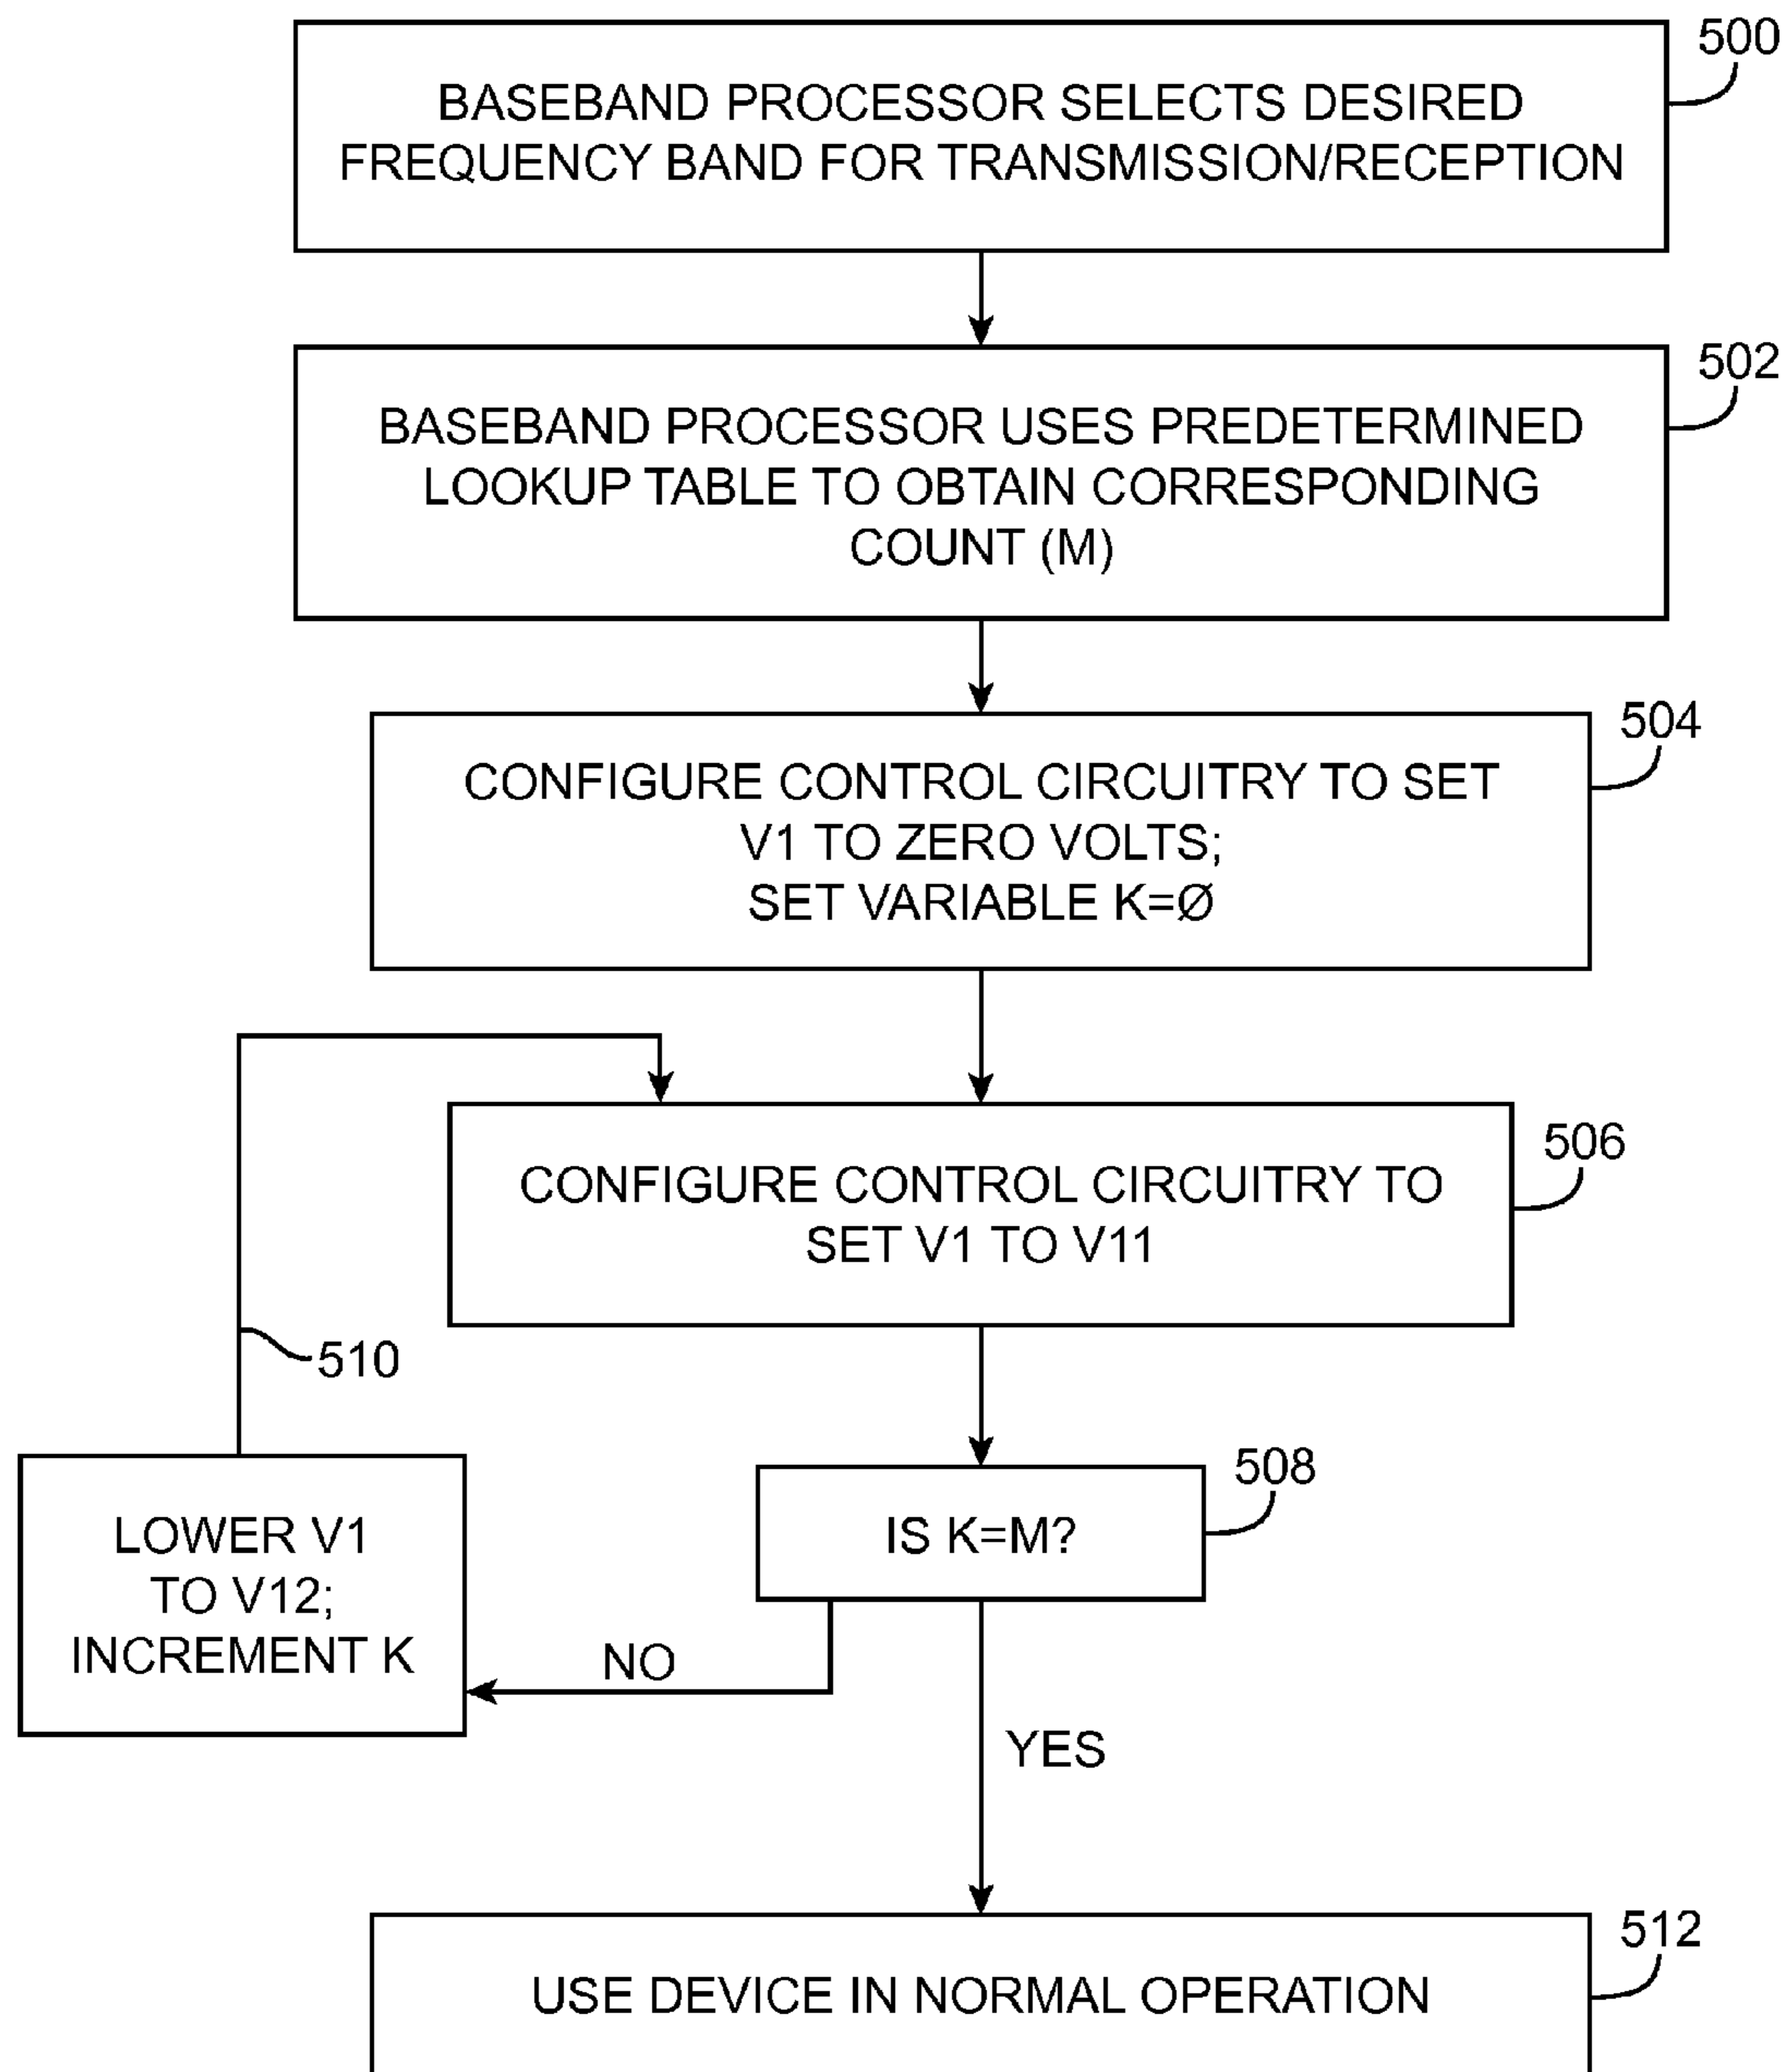 500
BASEBAND PROCESSOR SELECTS DESIRED
FREQUENCY BAND FOR TRANSMISSION/RECEPTION
502
BASEBAND PROCESSOR USES PREDETERMINED
LOOKUP TABLE TO OBTAIN CORRESPONDING
COUNT (M)
504
CONFIGURE CONTROL CIRCUITRY TO SET
V1 TO ZERO VOLTS;
SET VARIABLE K=Ø
506
CONFIGURE CONTROL CIRCUITRY TO
SET V1 TO V11
510
508
IS K=M?
LOWER V1
TO V12;
INCREMENT K
NO
YES
512
USE DEVICE IN NORMAL OPERATION